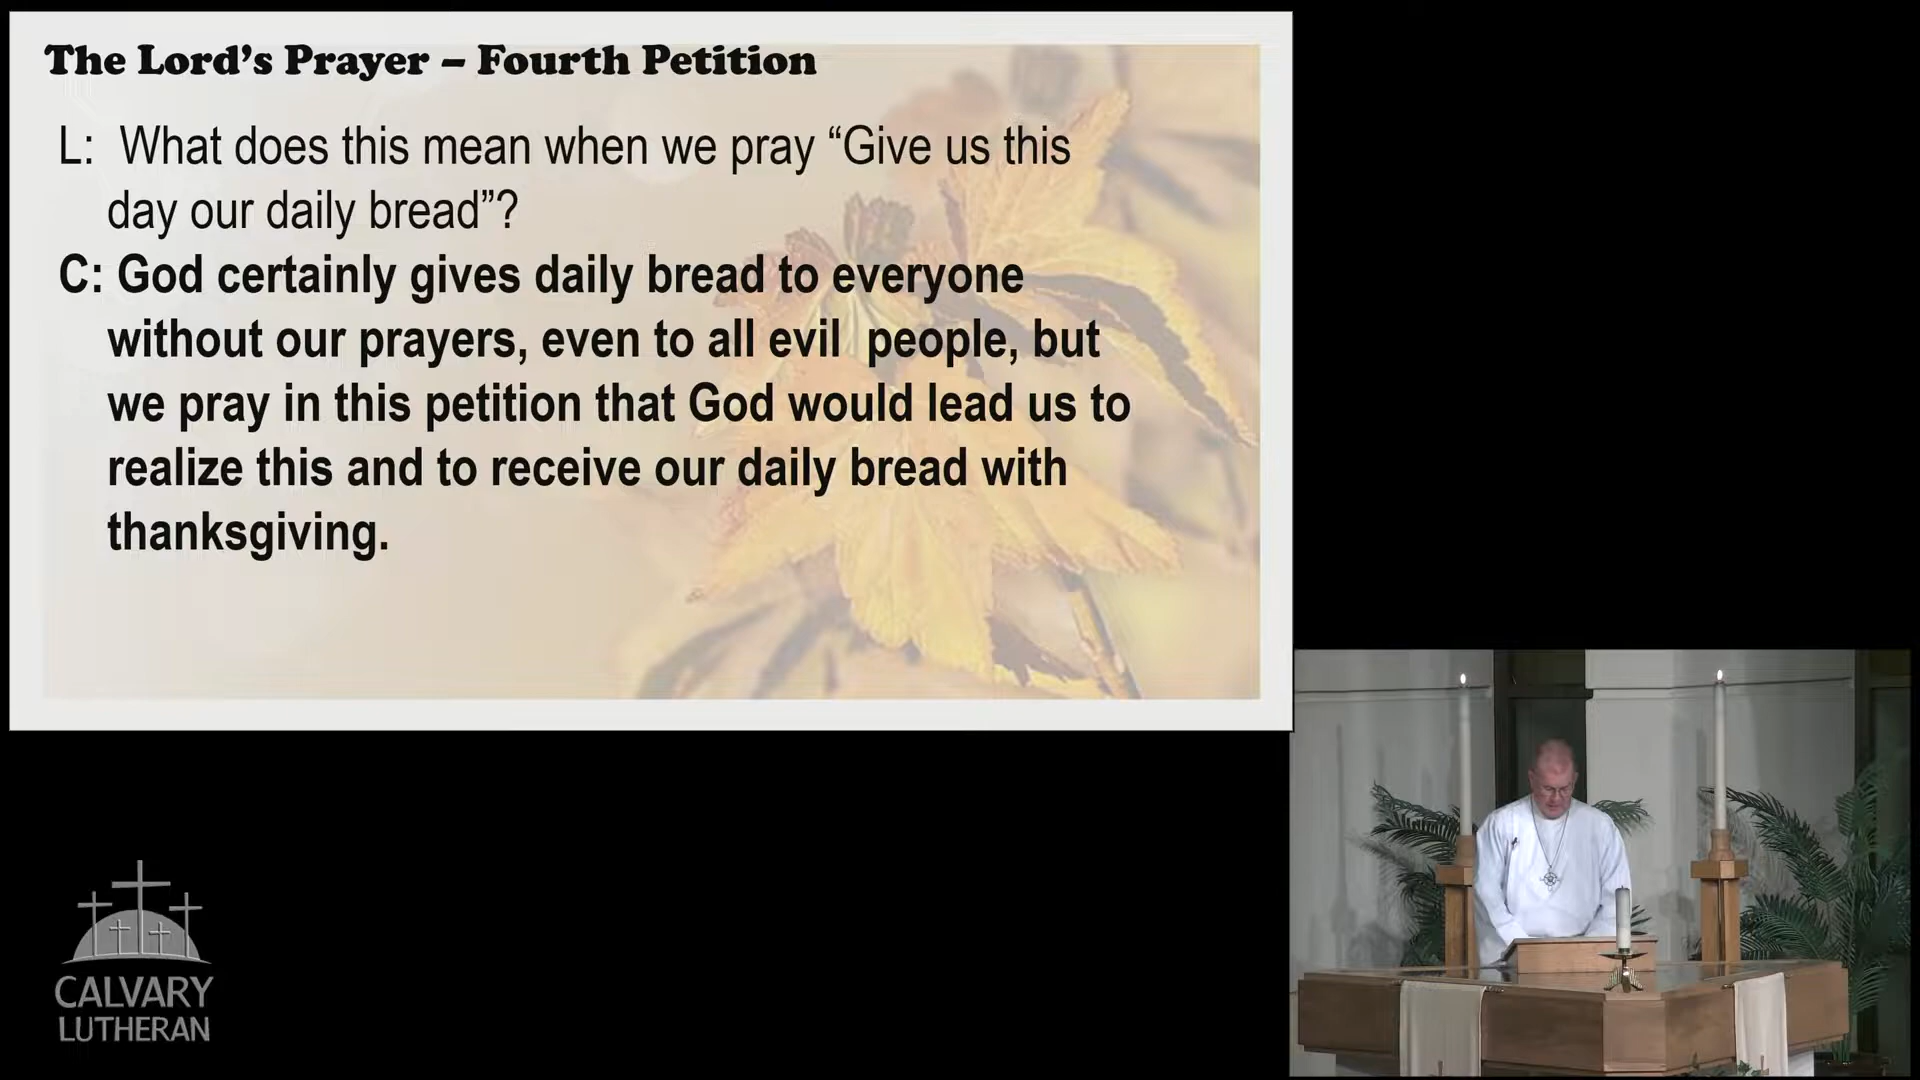 The Lord's Prayer – Fourth Petition
L: What does this mean when we pray “Give us this
day our daily bread”?
C: God certainly gives daily bread to everyone
without our prayers, even to all evil people, but
we pray in this petition that God would lead us to
realize this and to receive our daily bread with
thanksgiving.
CALVARY
LUTHERAN